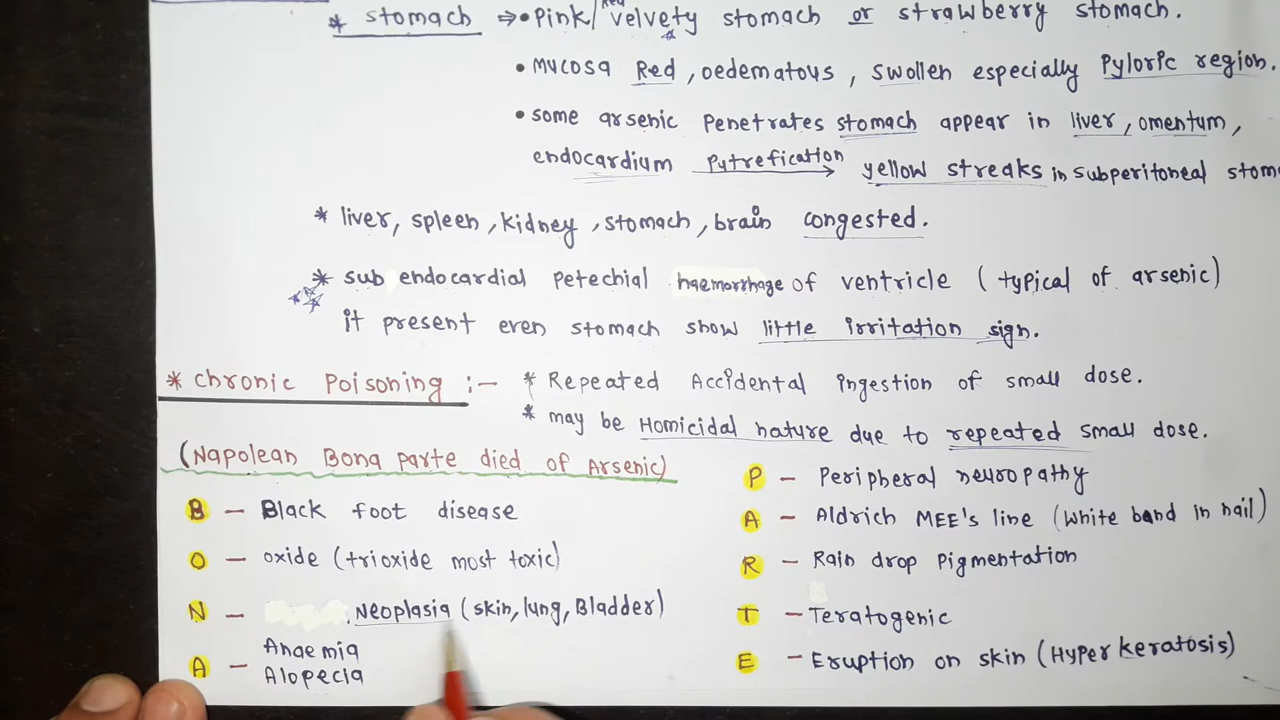 * stomach ⇒ • Pink/Red velvety stomach or strawberry stomach.
• Mucosa Red, oedematous, swollen especially Pyloric region.
• some arsenic Penetrates stomach appear in liver, omentum,
endocardium Putrefication → yellow streaks in subperitoneal stom
* liver, spleen, kidney, stomach, brain congested.
* sub endocardial petechial haemorrhage of ventricle (typical of arsenic)
it present even stomach show little irritation sign.
* Chronic Poisoning :- * Repeated Accidental ingestion of small dose.
* may be Homicidal nature due to repeated small dose.
(Napolean Bona parte died of Arsenic)
B - Black foot disease
O - oxide (trioxide most toxic)
N - Neoplasia (skin, lung, Bladder)
A - Anaemia
Alopecia
P - Peripheral neuropathy
A - Aldrich MEE's line (White band in nail)
R - Rain drop Pigmentation
T - Teratogenic
E - Eruption on skin (Hyper keratosis)